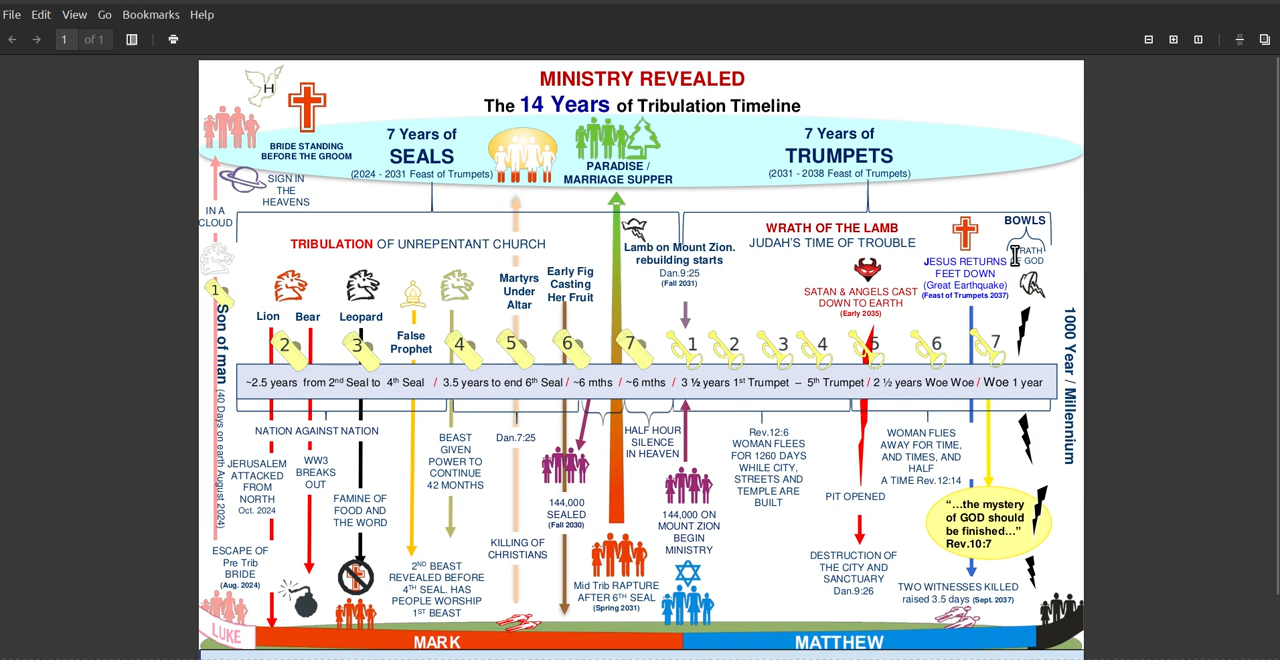 File Edit View Go Bookmarks Help
1 of 1
MINISTRY REVEALED
The 14 Years of Tribulation Timeline
H
BRIDE STANDING
BEFORE THE GROOM
7 Years of
SEALS
(2024 - 2031 Feast of Trumpets)
PARADISE /
MARRIAGE SUPPER
7 Years of
TRUMPETS
(2031 - 2038 Feast of Trumpets)
SIGN IN
THE
HEAVENS
IN A
CLOUD
TRIBULATION OF UNREPENTANT CHURCH
Lamb on Mount Zion.
rebuilding starts
Dan.9:25
(Fall 2031)
WRATH OF THE LAMB
JUDAH'S TIME OF TROUBLE
BOWLS
OF GOD
JESUS RETURNS
FEET DOWN
(Great Earthquake)
(Feast of Trumpets 2037)
SATAN & ANGELS CAST
DOWN TO EARTH
(Early 2035)
Martyrs
Under
Altar
Early Fig
Casting
Her Fruit
Lion
Bear
Leopard
False
Prophet
1
2
3
4
5
6
7
1
2
3
4
5
6
7
Son of man (40 Days on earth August 2024)
1000 Year / Millennium
~2.5 years from 2nd Seal to 4th Seal / 3.5 years to end 6th Seal / ~6 mths / ~6 mths / 3 ½ years 1st Trumpet – 5th Trumpet / 2 ½ years Woe Woe / Woe 1 year
NATION AGAINST NATION
JERUSALEM
ATTACKED
FROM
NORTH
Oct. 2024
WW3
BREAKS
OUT
FAMINE OF
FOOD AND
THE WORD
BEAST
GIVEN
POWER TO
CONTINUE
42 MONTHS
Dan.7:25
HALF HOUR
SILENCE
IN HEAVEN
Rev.12:6
WOMAN FLEES
FOR 1260 DAYS
WHILE CITY,
STREETS AND
TEMPLE ARE
BUILT
WOMAN FLIES
AWAY FOR TIME,
AND TIMES, AND
HALF
A TIME Rev.12:14
PIT OPENED
"…the mystery
of GOD should
be finished…"
Rev.10:7
144,000
SEALED
(Fall 2030)
144,000 ON
MOUNT ZION
BEGIN
MINISTRY
KILLING OF
CHRISTIANS
ESCAPE OF
Pre Trib
BRIDE
(Aug. 2024)
2ND BEAST
REVEALED BEFORE
4TH SEAL. HAS
PEOPLE WORSHIP
1ST BEAST
Mid Trib RAPTURE
AFTER 6TH SEAL
(Spring 2031)
DESTRUCTION OF
THE CITY AND
SANCTUARY
Dan.9:26
TWO WITNESSES KILLED
raised 3.5 days (Sept. 2037)
LUKE
MARK
MATTHEW